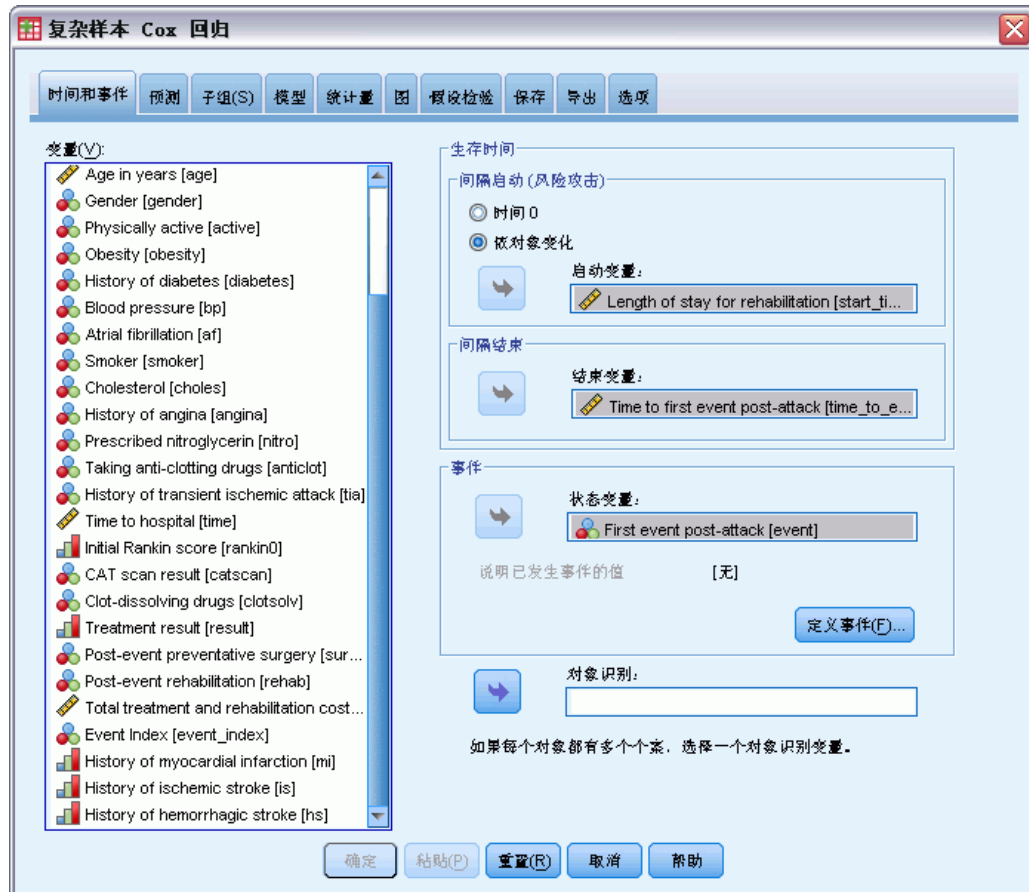 复杂样本 Cox 回归
时间和事件 预测 子组(S) 模型 统计量 图 假设检验 保存 导出 选项
变量(V):
Age in years [age]
Gender [gender]
Physically active [active]
Obesity [obesity]
History of diabetes [diabetes]
Blood pressure [bp]
Atrial fibrillation [af]
Smoker [smoker]
Cholesterol [choles]
History of angina [angina]
Prescribed nitroglycerin [nitro]
Taking anti-clotting drugs [anticlot]
History of transient ischemic attack [tia]
Time to hospital [time]
Initial Rankin score [rankin0]
CAT scan result [catscan]
Clot-dissolving drugs [clotsolv]
Treatment result [result]
Post-event preventative surgery [sur...
Post-event rehabilitation [rehab]
Total treatment and rehabilitation cost...
Event Index [event_index]
History of myocardial infarction [mi]
History of ischemic stroke [is]
History of hemorrhagic stroke [hs]
生存时间
间隔启动(风险攻击)
时间 0
依对象变化
启动变量:
Length of stay for rehabilitation [start_ti...
间隔结束
结束变量:
Time to first event post-attack [time_to_e...
事件
状态变量:
First event post-attack [event]
说明已发生事件的值 [无]
定义事件(F)...
对象识别:
如果每个对象都有多个个案，选择一个对象识别变量。
确定 粘贴(P) 重置(R) 取消 帮助